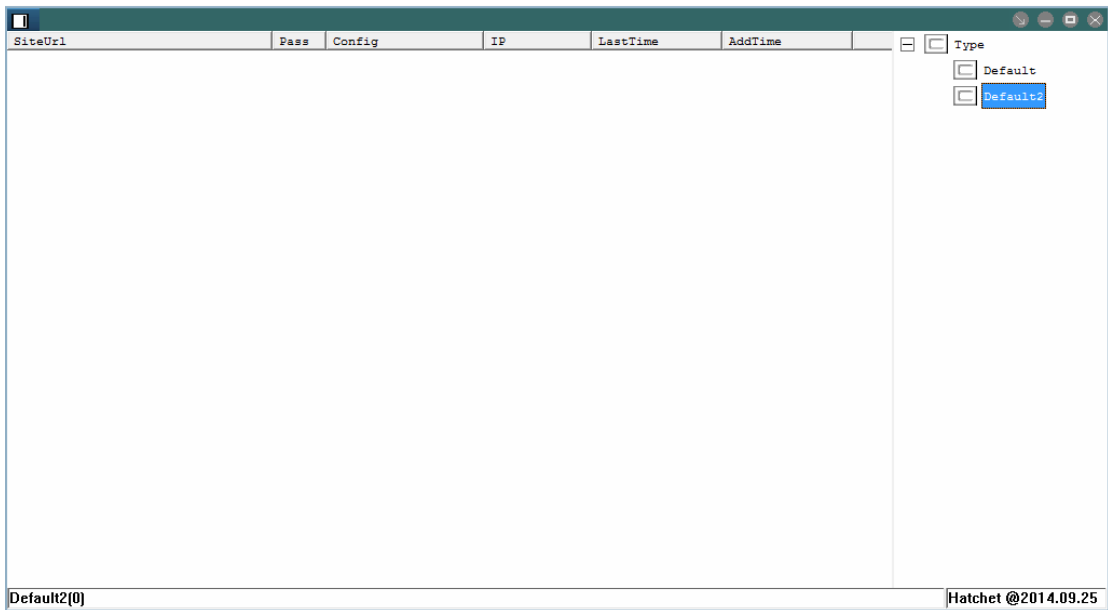 SiteUrl Pass Config IP LastTime AddTime
Type
Default
Default2
Default2(0) Hatchet @2014.09.25